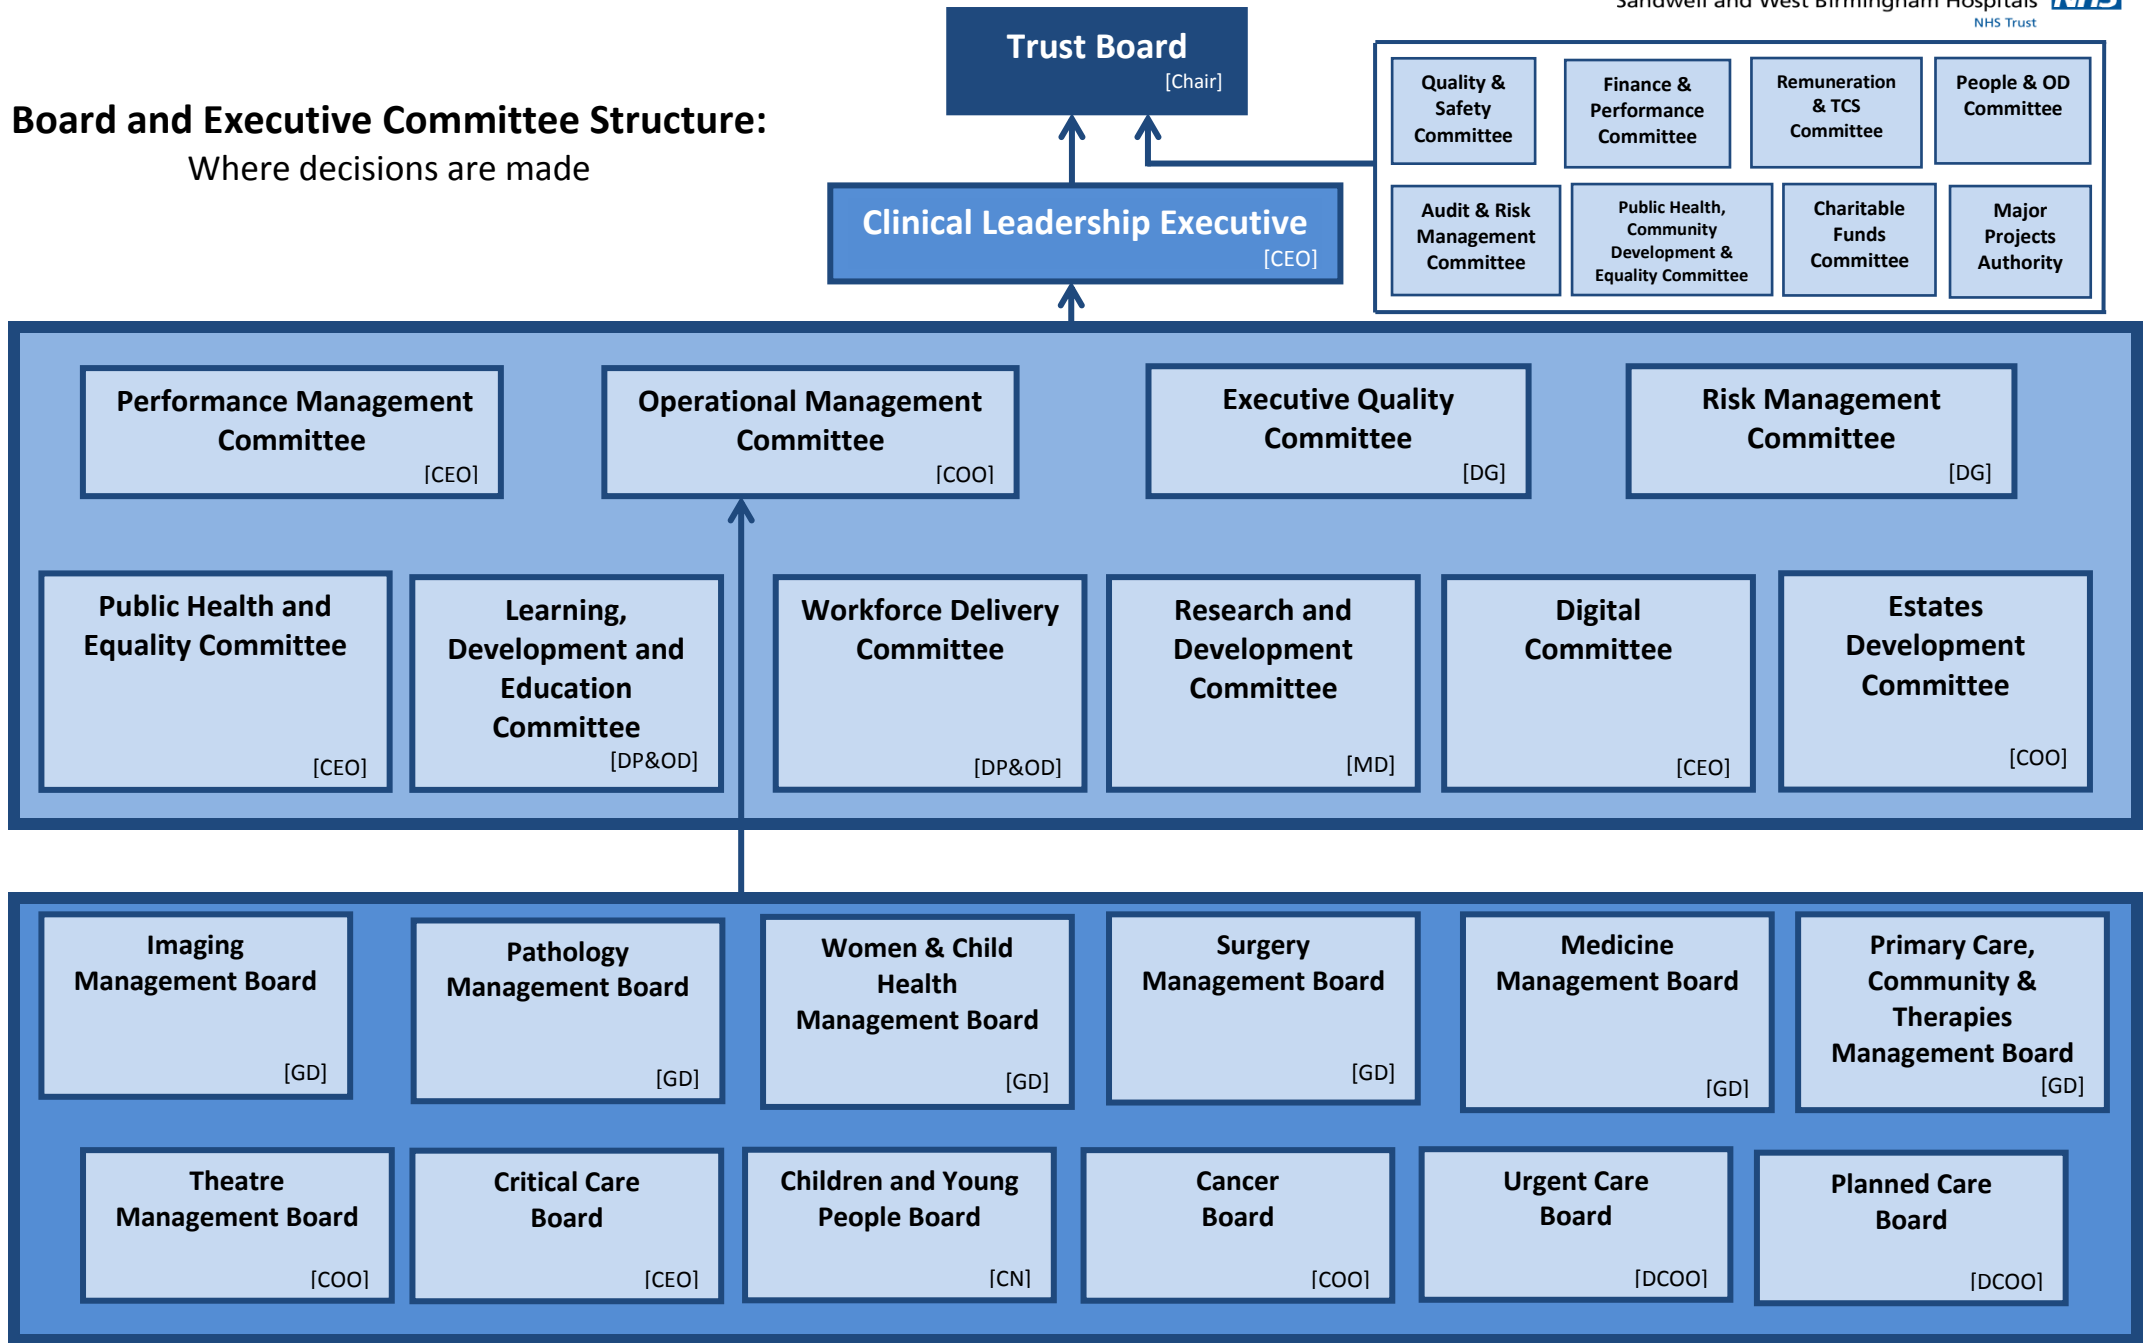 Sandwell and West Birmingham Hospitals NHS
NHS Trust
Board and Executive Committee Structure:
Where decisions are made
Trust Board
[Chair]
Clinical Leadership Executive
[CEO]
Quality &
Safety
Committee
Finance &
Performance
Committee
Remuneration
& TCS
Committee
People & OD
Committee
Audit & Risk
Management
Committee
Public Health,
Community
Development &
Equality Committee
Charitable
Funds
Committee
Major
Projects
Authority
Performance Management
Committee
[CEO]
Operational Management
Committee
[COO]
Executive Quality
Committee
[DG]
Risk Management
Committee
[DG]
Public Health and
Equality Committee
[CEO]
Learning,
Development and
Education
Committee
[DP&OD]
Workforce Delivery
Committee
[DP&OD]
Research and
Development
Committee
[MD]
Digital
Committee
[CEO]
Estates
Development
Committee
[COO]
Imaging
Management Board
[GD]
Pathology
Management Board
[GD]
Women & Child
Health
Management Board
[GD]
Surgery
Management Board
[GD]
Medicine
Management Board
[GD]
Primary Care,
Community &
Therapies
Management Board
[GD]
Theatre
Management Board
[COO]
Critical Care
Board
[CEO]
Children and Young
People Board
[CN]
Cancer
Board
[COO]
Urgent Care
Board
[DCOO]
Planned Care
Board
[DCOO]